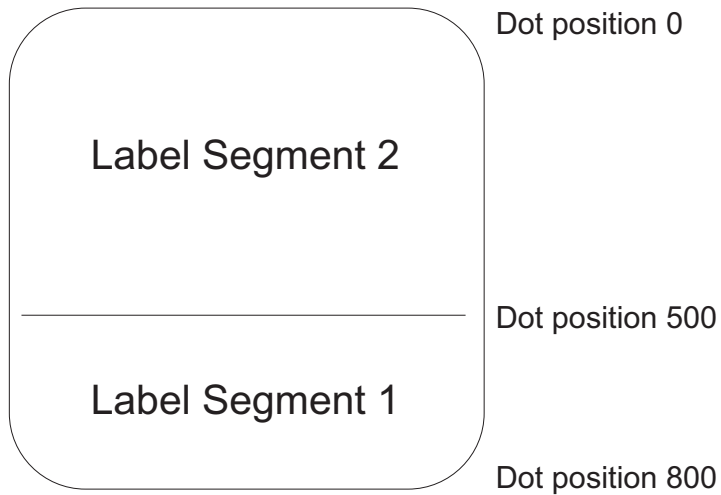 Dot position 0
Label Segment 2
Dot position 500
Label Segment 1
Dot position 800